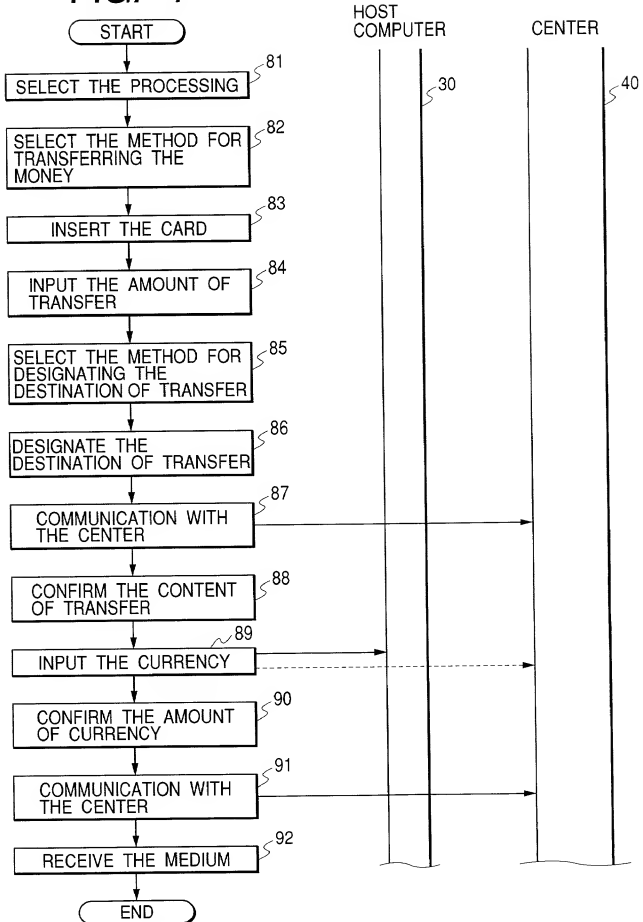 START
HOST
COMPUTER
CENTER
81
SELECT THE PROCESSING
30
40
82
SELECT THE METHOD FOR
TRANSFERRING THE
MONEY
83
INSERT THE CARD
84
INPUT THE AMOUNT OF
TRANSFER
85
SELECT THE METHOD FOR
DESIGNATING THE
DESTINATION OF TRANSFER
86
DESIGNATE THE
DESTINATION OF TRANSFER
87
COMMUNICATION WITH
THE CENTER
88
CONFIRM THE CONTENT
OF TRANSFER
89
INPUT THE CURRENCY
90
CONFIRM THE AMOUNT
OF CURRENCY
91
COMMUNICATION WITH
THE CENTER
92
RECEIVE THE MEDIUM
END